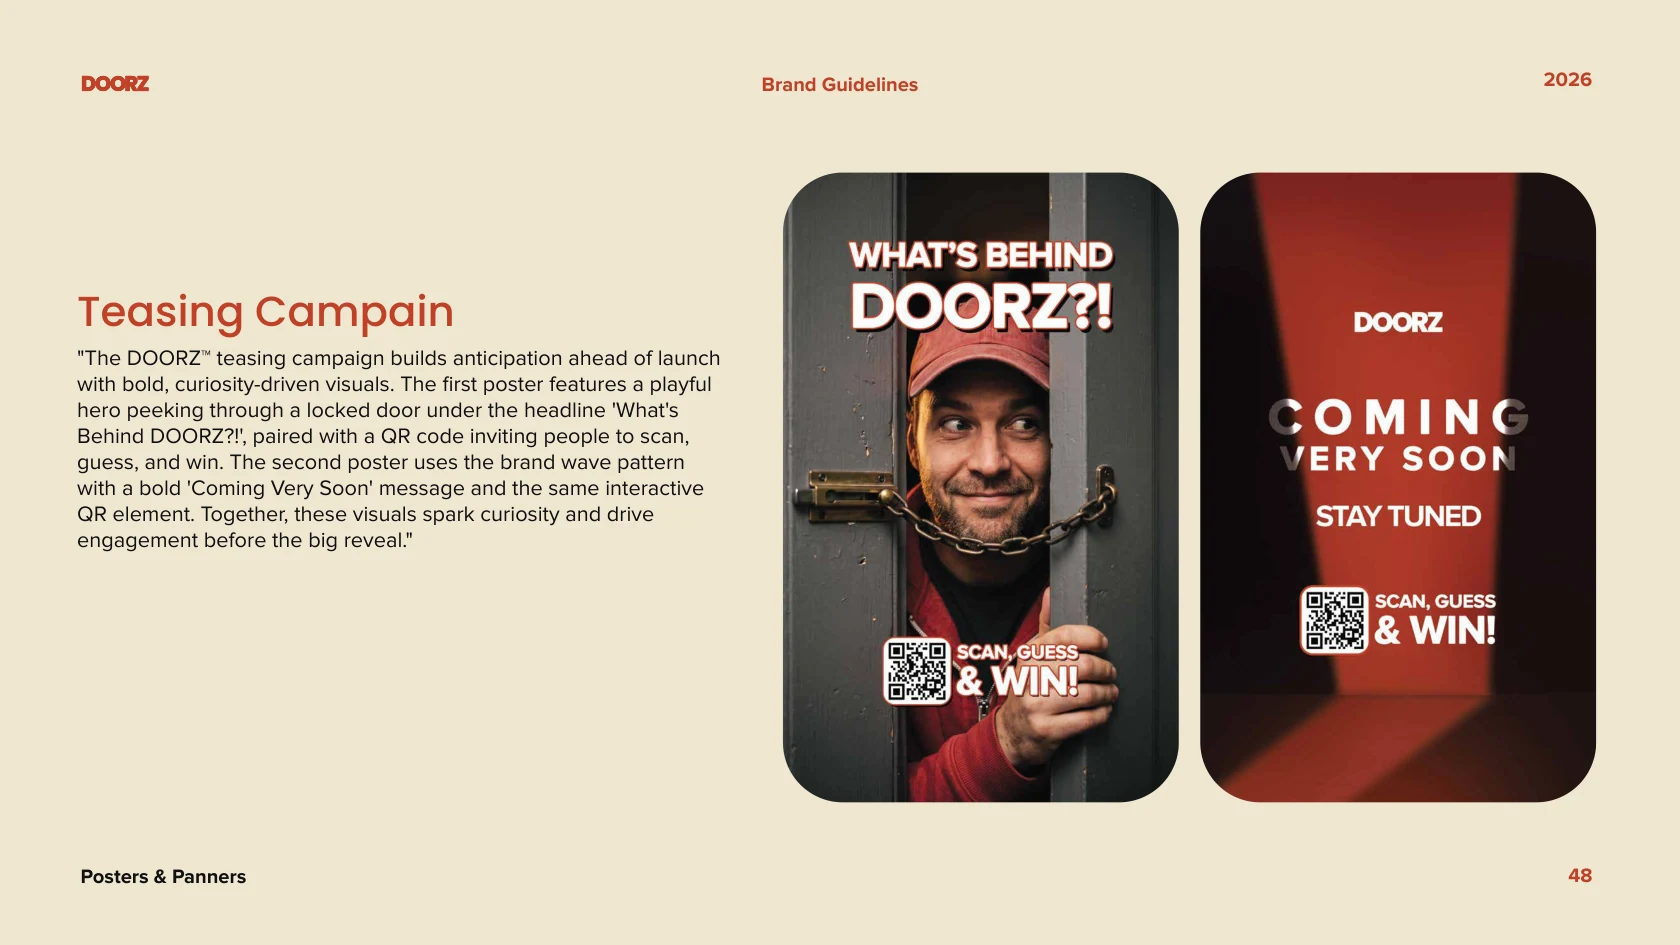 DOORZ
Brand Guidelines
2026
Teasing Campain
"The DOORZ™ teasing campaign builds anticipation ahead of launch
with bold, curiosity-driven visuals. The first poster features a playful
hero peeking through a locked door under the headline 'What's
Behind DOORZ?!', paired with a QR code inviting people to scan,
guess, and win. The second poster uses the brand wave pattern
with a bold 'Coming Very Soon' message and the same interactive
QR element. Together, these visuals spark curiosity and drive
engagement before the big reveal."
WHAT'S BEHIND
DOORZ?!
SCAN, GUESS
& WIN!
DOORZ
COMING
VERY SOON
STAY TUNED
SCAN, GUESS
& WIN!
Posters & Panners
48